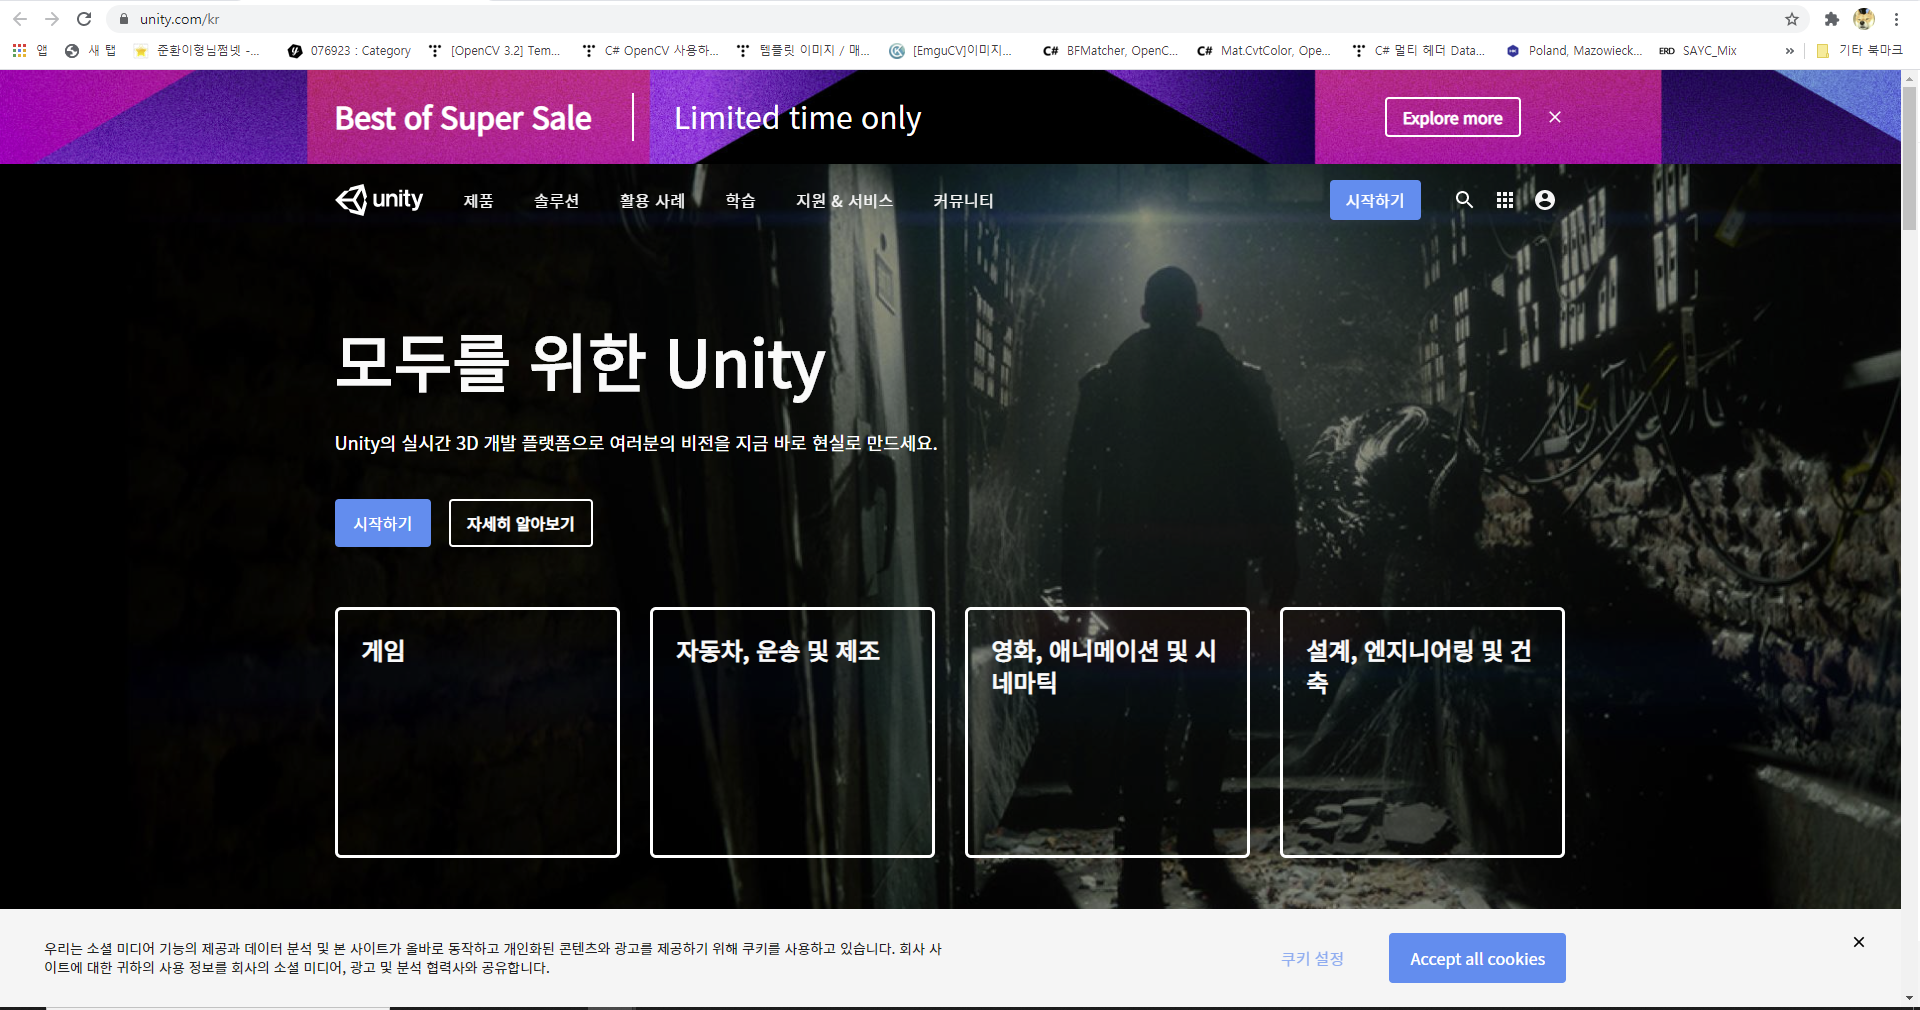 unity.com/kr
앱
새 탭
준환이형님쩜넷 -...
076923 : Category
[OpenCV 3.2] Tem...
C# OpenCV 사용하...
템플릿 이미지 / 매...
[EmguCV]이미지...
C# BFMatcher, OpenC...
C# Mat.CvtColor, Ope...
C# 멀티 헤더 Data...
Poland, Mazowieck...
ERD SAYC_Mix
»
기타 북마크
Best of Super Sale
Limited time only
Explore more
unity
제품
솔루션
활용 사례
학습
지원 & 서비스
커뮤니티
시작하기
모두를 위한 Unity
Unity의 실시간 3D 개발 플랫폼으로 여러분의 비전을 지금 바로 현실로 만드세요.
시작하기
자세히 알아보기
게임
자동차, 운송 및 제조
영화, 애니메이션 및 시
네마틱
설계, 엔지니어링 및 건
축
우리는 소셜 미디어 기능의 제공과 데이터 분석 및 본 사이트가 올바로 동작하고 개인화된 콘텐츠와 광고를 제공하기 위해 쿠키를 사용하고 있습니다. 회사 사
이트에 대한 귀하의 사용 정보를 회사의 소셜 미디어, 광고 및 분석 협력사와 공유합니다.
쿠키 설정
Accept all cookies